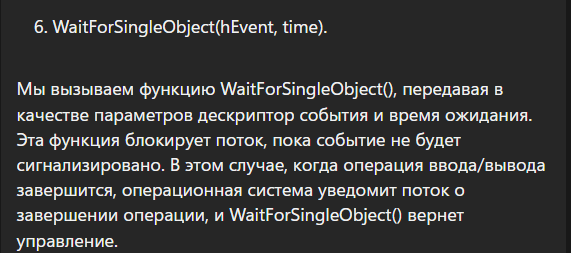 6. WaitForSingleObject(hEvent, time).
Мы вызываем функцию WaitForSingleObject(), передавая в
качестве параметров дескриптор события и время ожидания.
Эта функция блокирует поток, пока событие не будет
сигнализировано. В этом случае, когда операция ввода/вывода
завершится, операционная система уведомит поток о
завершении операции, и WaitForSingleObject() вернет
управление.